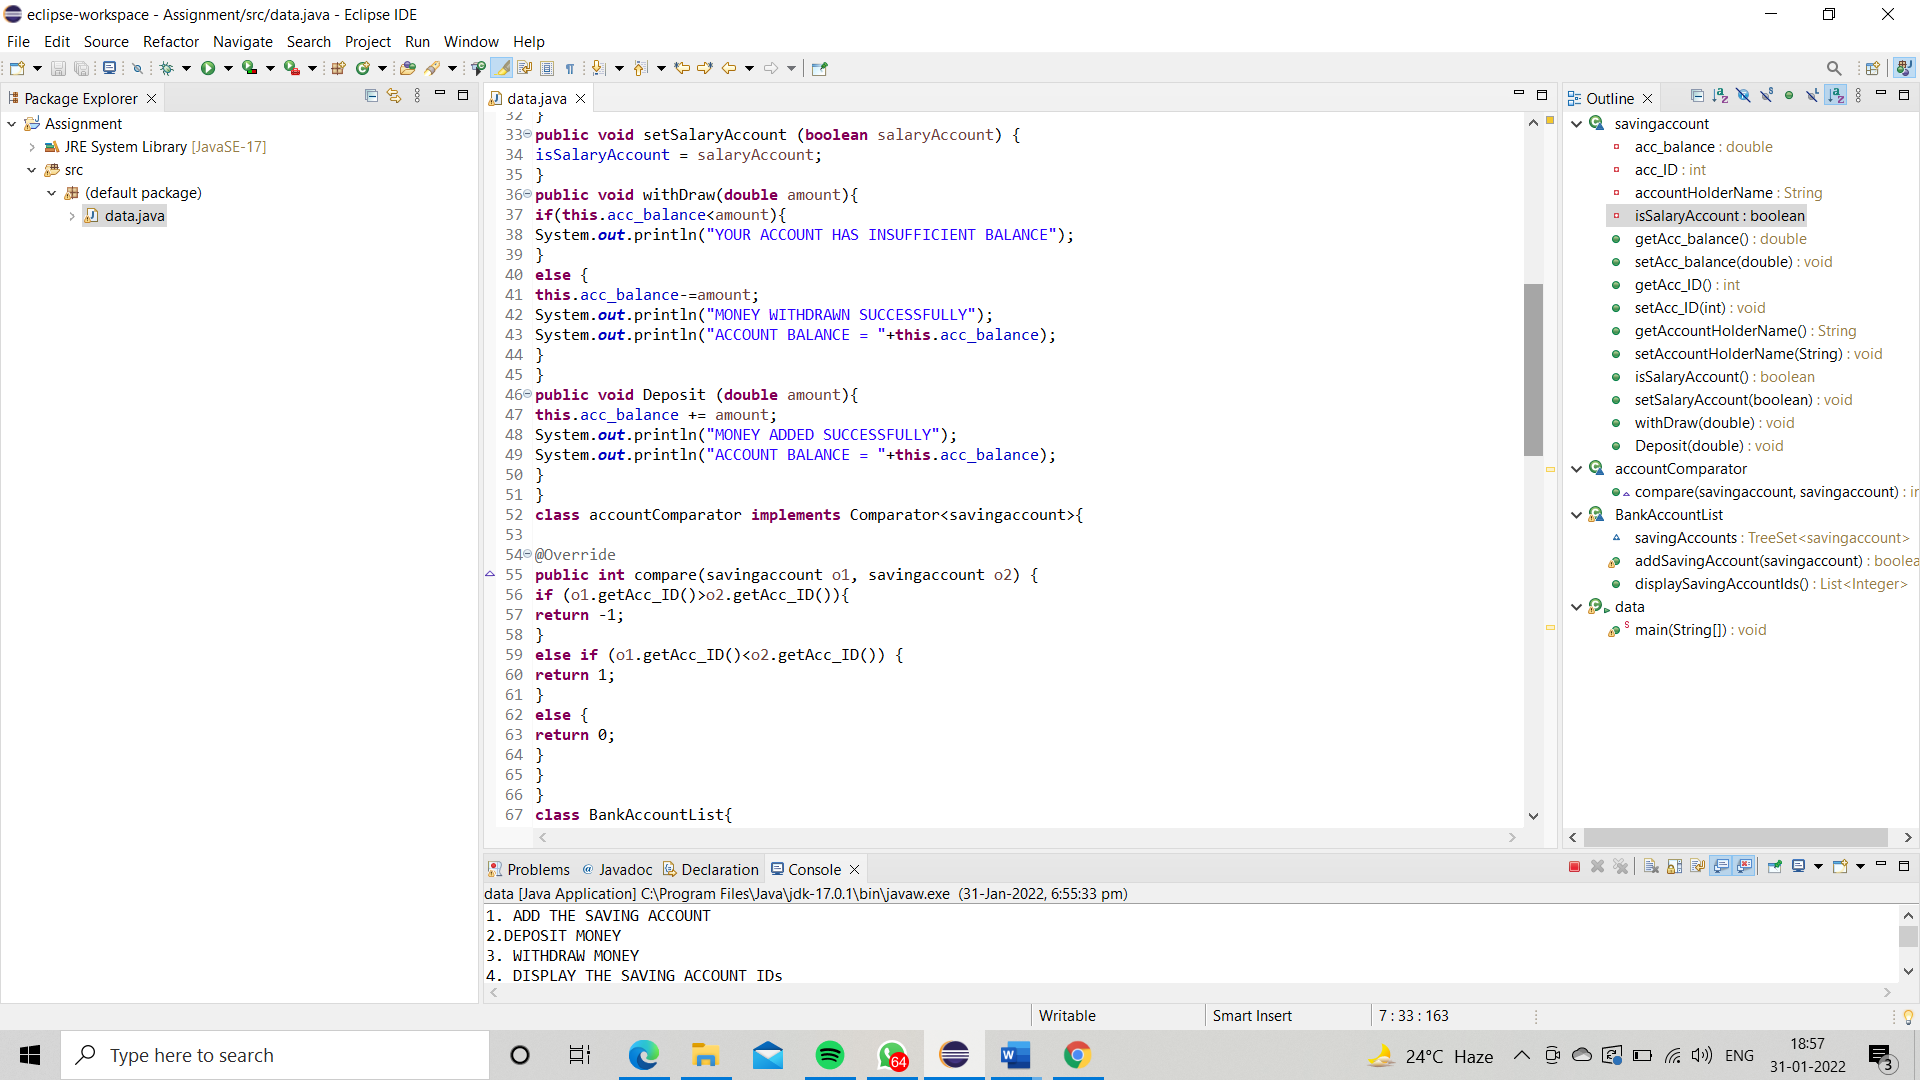 eclipse-workspace - Assignment/src/data.java - Eclipse IDE
File Edit Source Refactor Navigate Search Project Run Window Help
Package Explorer
Assignment
JRE System Library [JavaSE-17]
src
(default package)
data.java
data.java
32 }
33 public void setSalaryAccount (boolean salaryAccount) {
34 isSalaryAccount = salaryAccount;
35 }
36 public void withDraw(double amount){
37 if(this.acc_balance<amount){
38 System.out.println("YOUR ACCOUNT HAS INSUFFICIENT BALANCE");
39 }
40 else {
41 this.acc_balance-=amount;
42 System.out.println("MONEY WITHDRAWN SUCCESSFULLY");
43 System.out.println("ACCOUNT BALANCE = "+this.acc_balance);
44 }
45 }
46 public void Deposit (double amount){
47 this.acc_balance += amount;
48 System.out.println("MONEY ADDED SUCCESSFULLY");
49 System.out.println("ACCOUNT BALANCE = "+this.acc_balance);
50 }
51 }
52 class accountComparator implements Comparator<savingaccount>{
53
54 @Override
55 public int compare(savingaccount o1, savingaccount o2) {
56 if (o1.getAcc_ID()>o2.getAcc_ID()){
57 return -1;
58 }
59 else if (o1.getAcc_ID()<o2.getAcc_ID()) {
60 return 1;
61 }
62 else {
63 return 0;
64 }
65 }
66 }
67 class BankAccountList{
Outline
savingaccount
acc_balance : double
acc_ID : int
accountHolderName : String
isSalaryAccount : boolean
getAcc_balance() : double
setAcc_balance(double) : void
getAcc_ID() : int
setAcc_ID(int) : void
getAccountHolderName() : String
setAccountHolderName(String) : void
isSalaryAccount() : boolean
setSalaryAccount(boolean) : void
withDraw(double) : void
Deposit(double) : void
accountComparator
compare(savingaccount, savingaccount) : in
BankAccountList
savingAccounts : TreeSet<savingaccount>
addSavingAccount(savingaccount) : boolea
displaySavingAccountIds() : List<Integer>
data
main(String[]) : void
Problems Javadoc Declaration Console
data [Java Application] C:\Program Files\Java\jdk-17.0.1\bin\javaw.exe (31-Jan-2022, 6:55:33 pm)
1. ADD THE SAVING ACCOUNT
2.DEPOSIT MONEY
3. WITHDRAW MONEY
4. DISPLAY THE SAVING ACCOUNT IDs
Writable Smart Insert 7 : 33 : 163
Type here to search
64
24°C Haze
ENG
18:57
31-01-2022
3